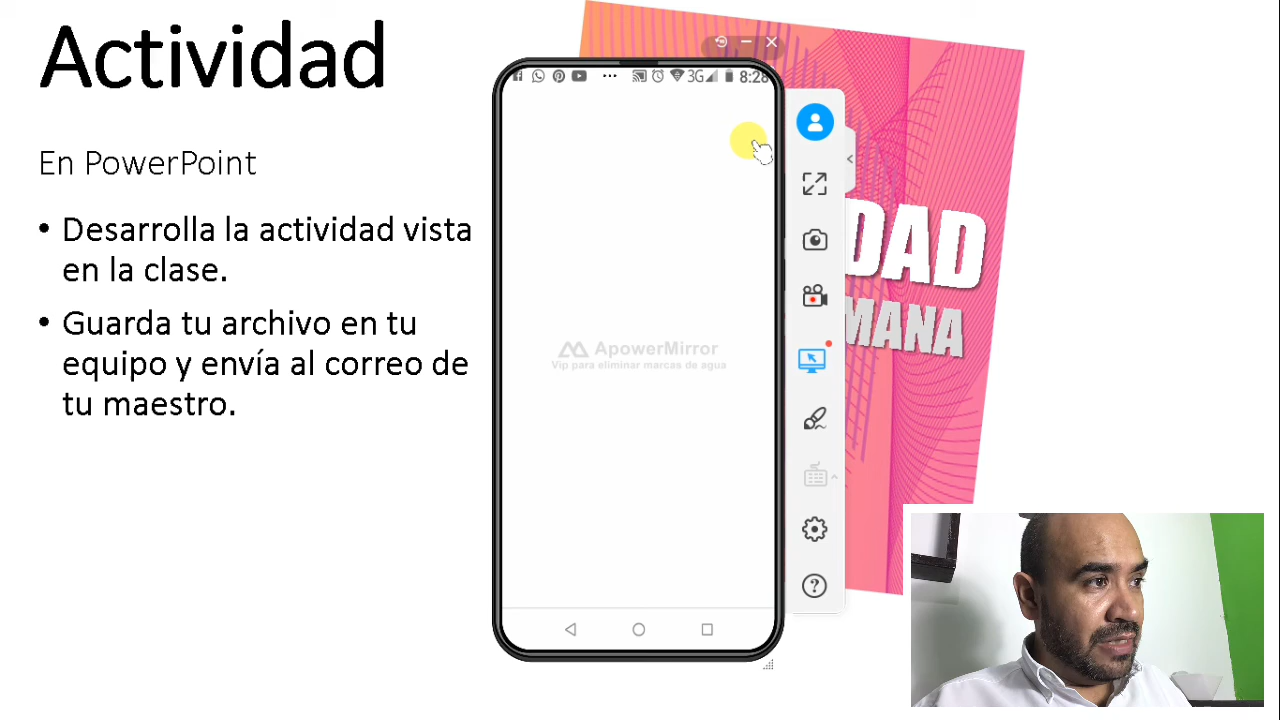 Actividad
En PowerPoint
• Desarrolla la actividad vista
en la clase.
• Guarda tu archivo en tu
equipo y envía al correo de
tu maestro.
3G 8:28
ApowerMirror
Vip para eliminar marcas de agua
DAD
MANA